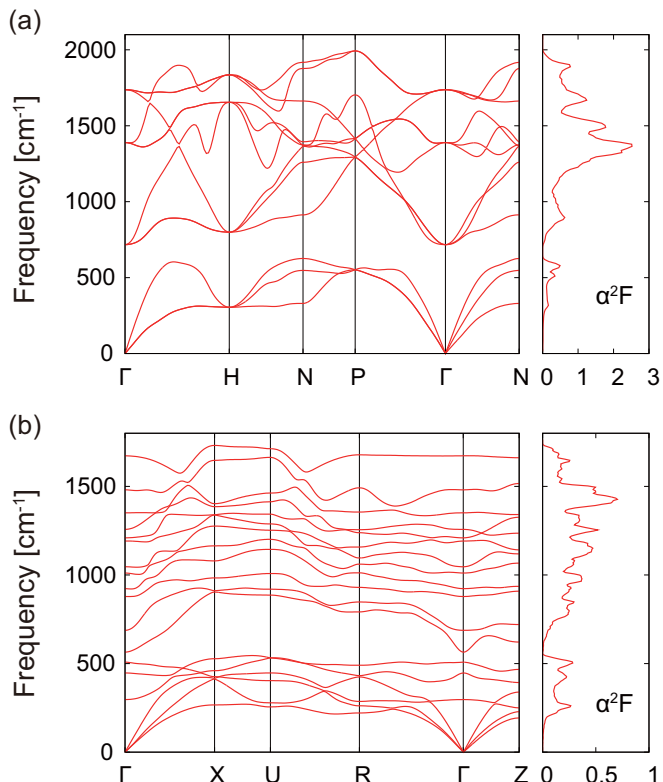 (a)
Frequency [cm-1]
2000
1500
1000
500
0
Γ H N P Γ N
α²F
0 1 2 3
(b)
Frequency [cm-1]
1500
1000
500
0
Γ X U R Γ Z
α²F
0 0.5 1